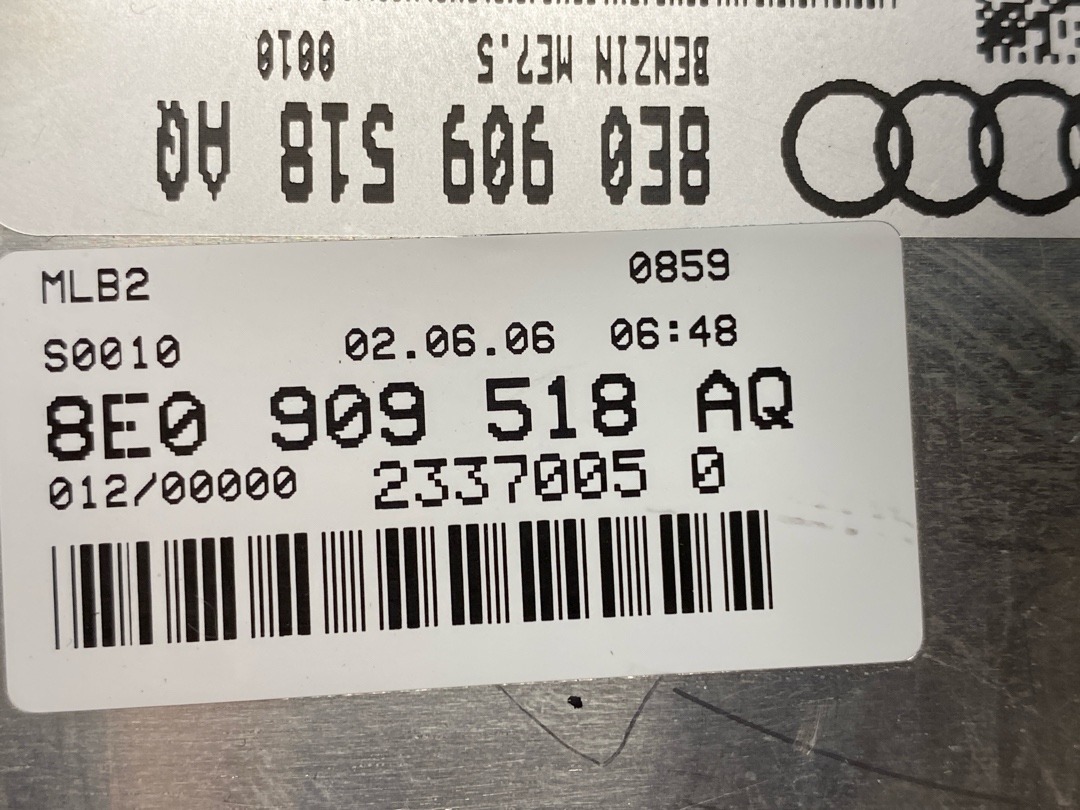 8E0 909 518 AQ
BENZIN ME7.5 0010
MLB2 0859
S0010 02.06.06 06:48
8E0 909 518 AQ
012/00000 2337005 0